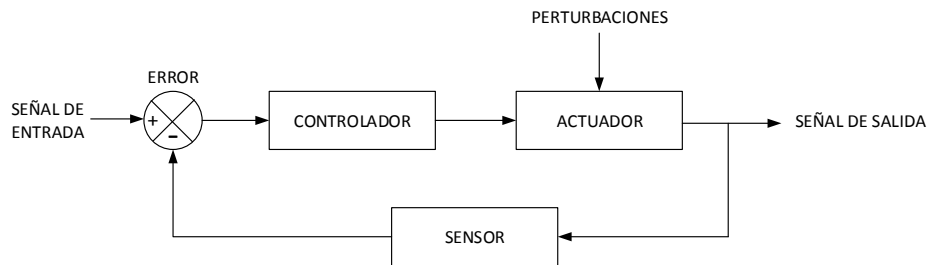 PERTURBACIONES
ERROR
SEÑAL DE
ENTRADA
+
-
CONTROLADOR
ACTUADOR
SEÑAL DE SALIDA
SENSOR